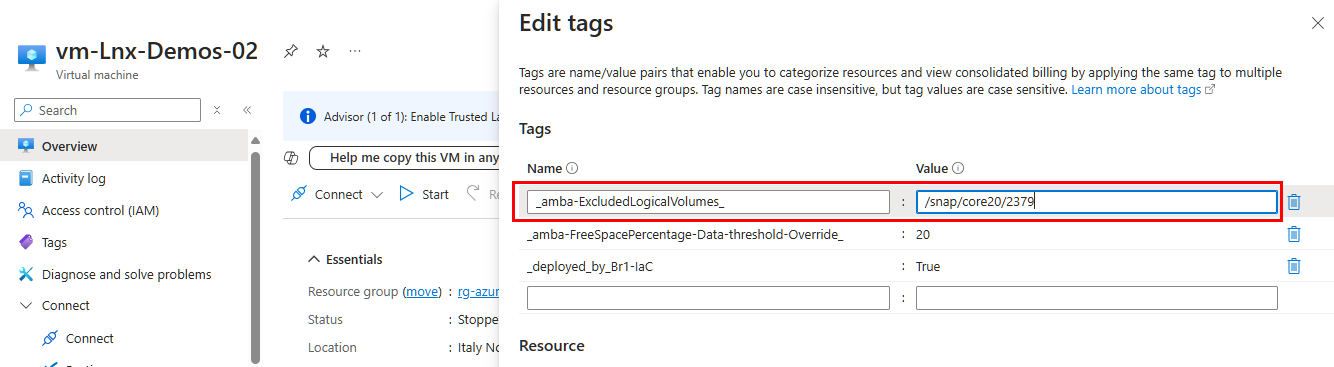 vm-Lnx-Demos-02
Virtual machine
Search
Overview
Activity log
Access control (IAM)
Tags
Diagnose and solve problems
Connect
Connect
Advisor (1 of 1): Enable Trusted La
Help me copy this VM in any
Connect
Start
Essentials
Resource group (move) : rg-azur
Status : Stoppe
Location : Italy No
Edit tags
Tags are name/value pairs that enable you to categorize resources and view consolidated billing by applying the same tag to multiple
resources and resource groups. Tag names are case insensitive, but tag values are case sensitive. Learn more about tags
Tags
Name Value
_amba-ExcludedLogicalVolumes_ : /snap/core20/2379
_amba-FreeSpacePercentage-Data-threshold-Override_ : 20
_deployed_by_Br1-IaC : True
:
Resource